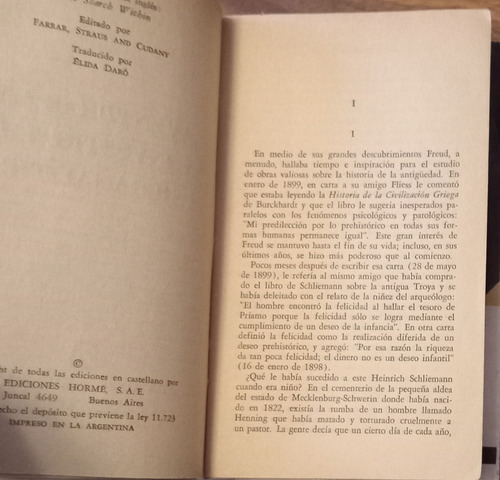 inglés:
Search Within
Editado por
FARRAR, STRAUS AND CUDANY
Traducido por
ÉLIDA DARÓ
©
de todas las ediciones en castellano por
EDICIONES HORMÉ, S. A. E.
Juncal 4649 Buenos Aires
echo el depósito que previene la ley 11.723
IMPRESO EN LA ARGENTINA
I
1
En medio de sus grandes descubrimientos Freud, a
menudo, hallaba tiempo e inspiración para el estudio
de obras valiosas sobre la historia de la antigüedad. En
enero de 1899, en carta a su amigo Fliess le comentó
que estaba leyendo la Historia de la Civilización Griega
de Burckhardt y que el libro le sugería inesperados pa-
ralelos con los fenómenos psicológicos y patológicos:
"Mi predilección por lo prehistórico en todas sus for-
mas humanas permanece igual". Este gran interés de
Freud se mantuvo hasta el fin de su vida; incluso, en sus
últimos años, se hizo más poderoso que al comienzo.
Pocos meses después de escribir esa carta (28 de mayo
de 1899), le refería al mismo amigo que había compra-
do el libro de Schliemann sobre la antigua Troya y se
había deleitado con el relato de la niñez del arqueólogo:
"El hombre encontró la felicidad al hallar el tesoro de
Príamo porque la felicidad sólo se logra mediante el
cumplimiento de un deseo de la infancia". En otra carta
definió la felicidad como la realización diferida de un
deseo prehistórico, y agregó: "Por esa razón la riqueza
da tan poca felicidad; el dinero no es un deseo infantil"
(16 de enero de 1898).
¿Qué le había sucedido a este Heinrich Schliemann
cuando era niño? En el cementerio de la pequeña aldea
del estado de Mecklenburg-Schwerin donde había na-
cido en 1822, existía la tumba de un hombre llamado
Henning que había matado y torturado cruelmente a
un pastor. La gente decía que un cierto día de cada año,